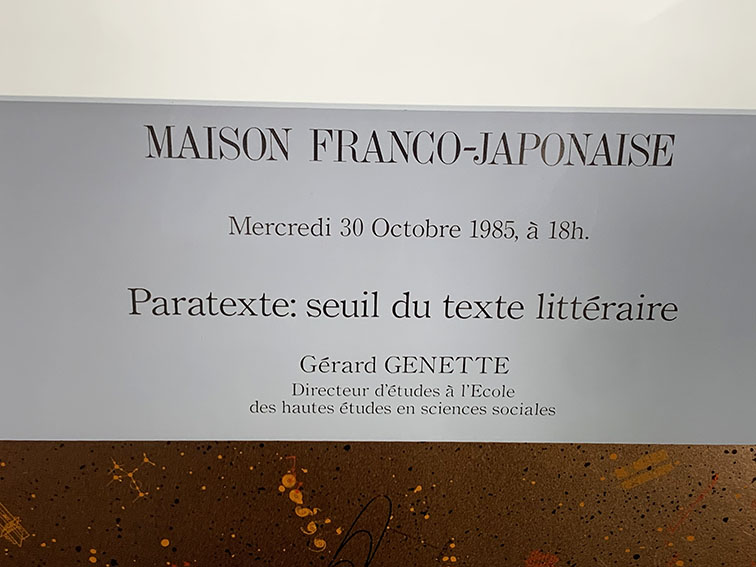 MAISON FRANCO-JAPONAISE
Mercredi 30 Octobre 1985, à 18h.
Paratexte: seuil du texte littéraire
Gérard GENETTE
Directeur d'études à l'Ecole
des hautes études en sciences sociales